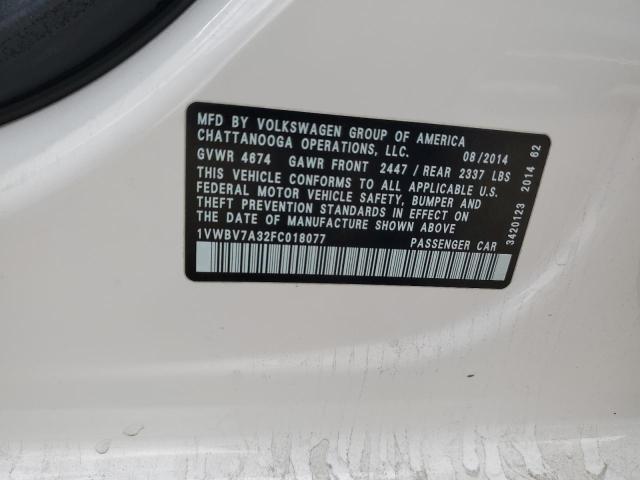 MFD BY VOLKSWAGEN GROUP OF AMERICA
CHATTANOOGA OPERATIONS, LLC. 08/2014
GVWR 4674 GAWR FRONT 2447 / REAR 2337 LBS
THIS VEHICLE CONFORMS TO ALL APPLICABLE U.S.
FEDERAL MOTOR VEHICLE SAFETY, BUMPER AND
THEFT PREVENTION STANDARDS IN EFFECT ON
THE DATE OF MANUFACTURE SHOWN ABOVE
1VWBV7A32FC018077 PASSENGER CAR
3420123 2014 62